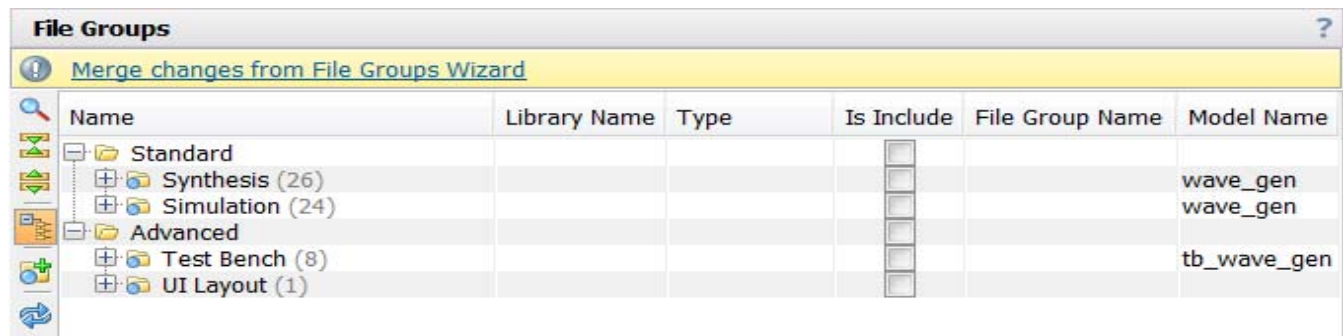 File Groups ?
Merge changes from File Groups Wizard
Name Library Name Type Is Include File Group Name Model Name
Standard
Synthesis (26) wave_gen
Simulation (24) wave_gen
Advanced
Test Bench (8) tb_wave_gen
UI Layout (1)